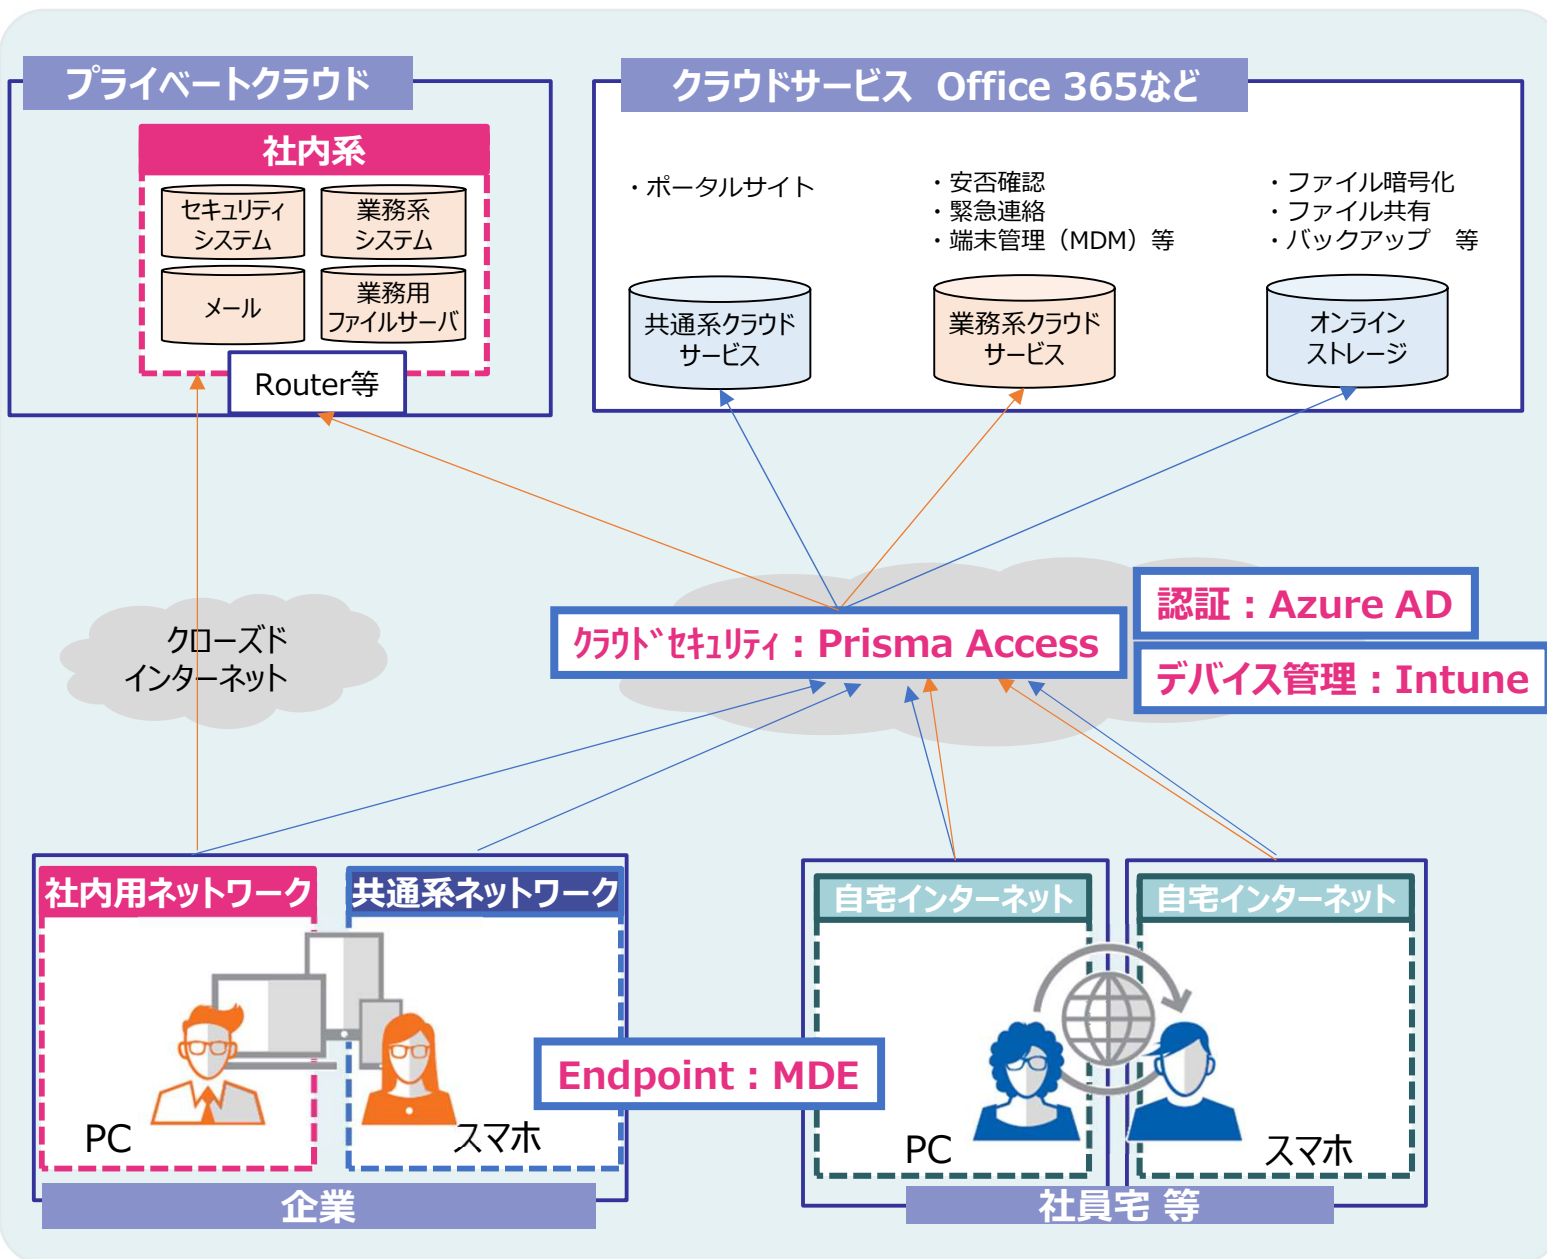 プライベートクラウド
社内系
セキュリティ
システム
業務系
システム
メール
業務用
ファイルサーバ
Router等
クラウドサービス Office 365など
・ポータルサイト
・安否確認
・緊急連絡
・端末管理（MDM）等
・ファイル暗号化
・ファイル共有
・バックアップ　等
共通系クラウド
サービス
業務系クラウド
サービス
オンライン
ストレージ
クローズド
インターネット
ｸﾗｳﾄﾞｾｷｭﾘﾃｨ：Prisma Access
認証：Azure AD
デバイス管理：Intune
社内用ネットワーク
共通系ネットワーク
PC
スマホ
企業
Endpoint：MDE
自宅インターネット
自宅インターネット
PC
スマホ
社員宅 等